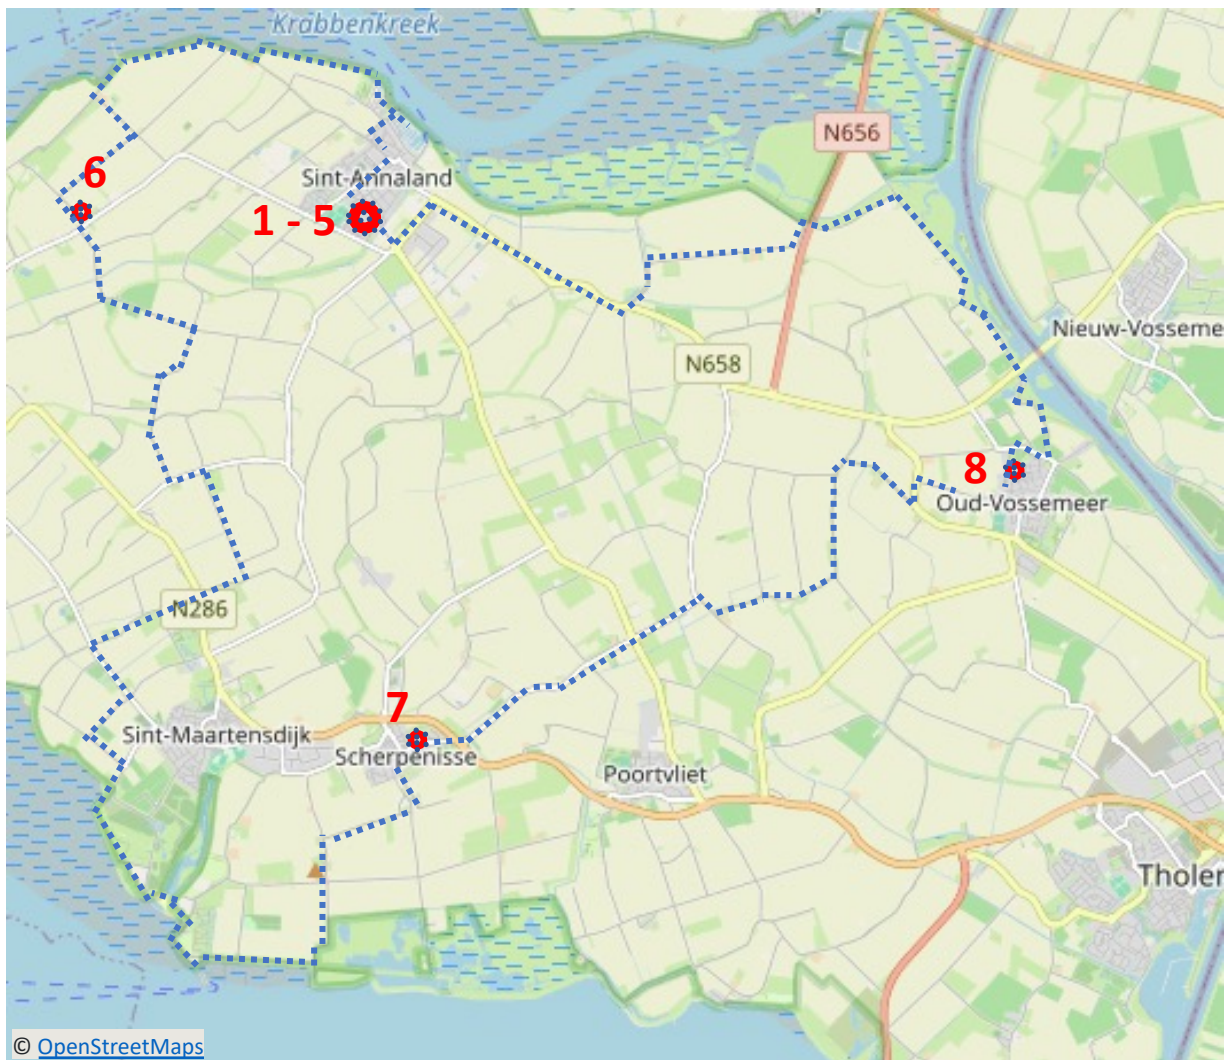 Krabbenkreek
N656
6
Sint-Annaland
1 - 5
Nieuw-Vosseme
N658
8
Oud-Vossemeer
N286
7
Sint-Maartensdijk
Scherpenisse
Poortvliet
Tholen
© OpenStreetMaps